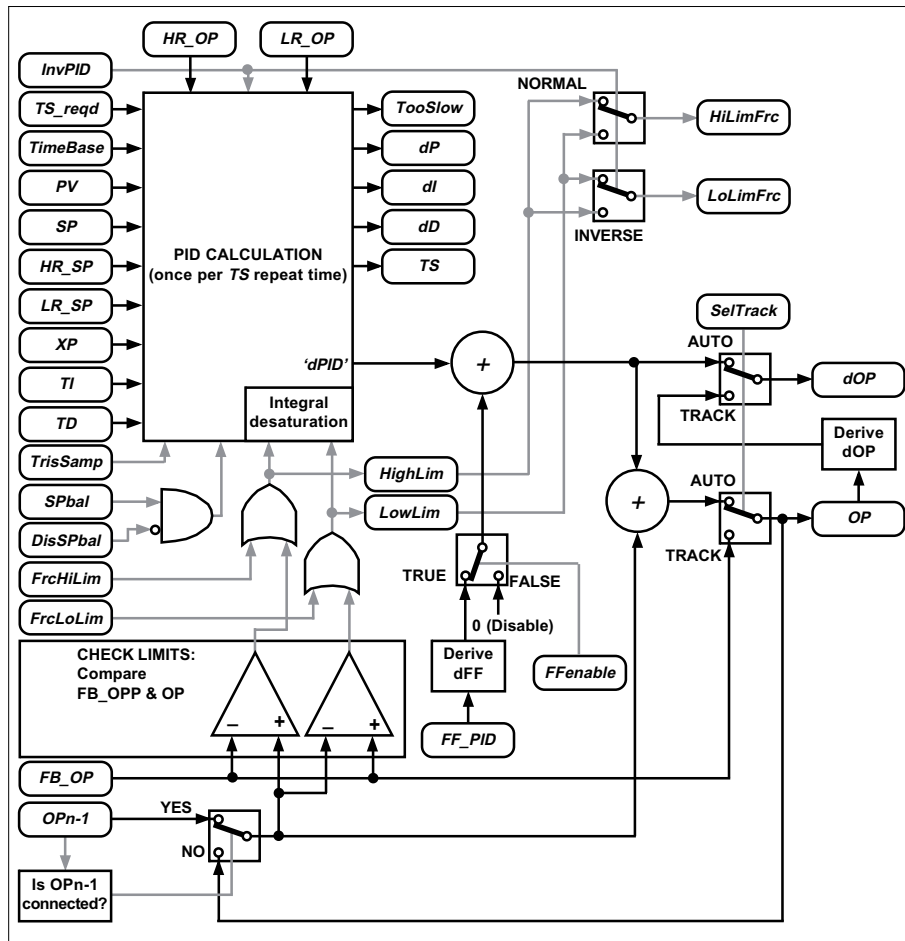 HR_OP
LR_OP
InvPID
TS_reqd
TimeBase
PV
SP
HR_SP
LR_SP
XP
TI
TD
TrisSamp
SPbal
DisSPbal
FrcHiLim
FrcLoLim
PID CALCULATION
(once per TS repeat time)
'dPID'
Integral
desaturation
TooSlow
dP
dI
dD
TS
NORMAL
INVERSE
HiLimFrc
LoLimFrc
SelTrack
AUTO
TRACK
dOP
Derive
dOP
AUTO
TRACK
OP
+
+
HighLim
LowLim
TRUE
FALSE
0 (Disable)
Derive
dFF
FFenable
FF_PID
CHECK LIMITS:
Compare
FB_OPP & OP
–
+
–
+
FB_OP
OPn-1
YES
NO
Is OPn-1
connected?